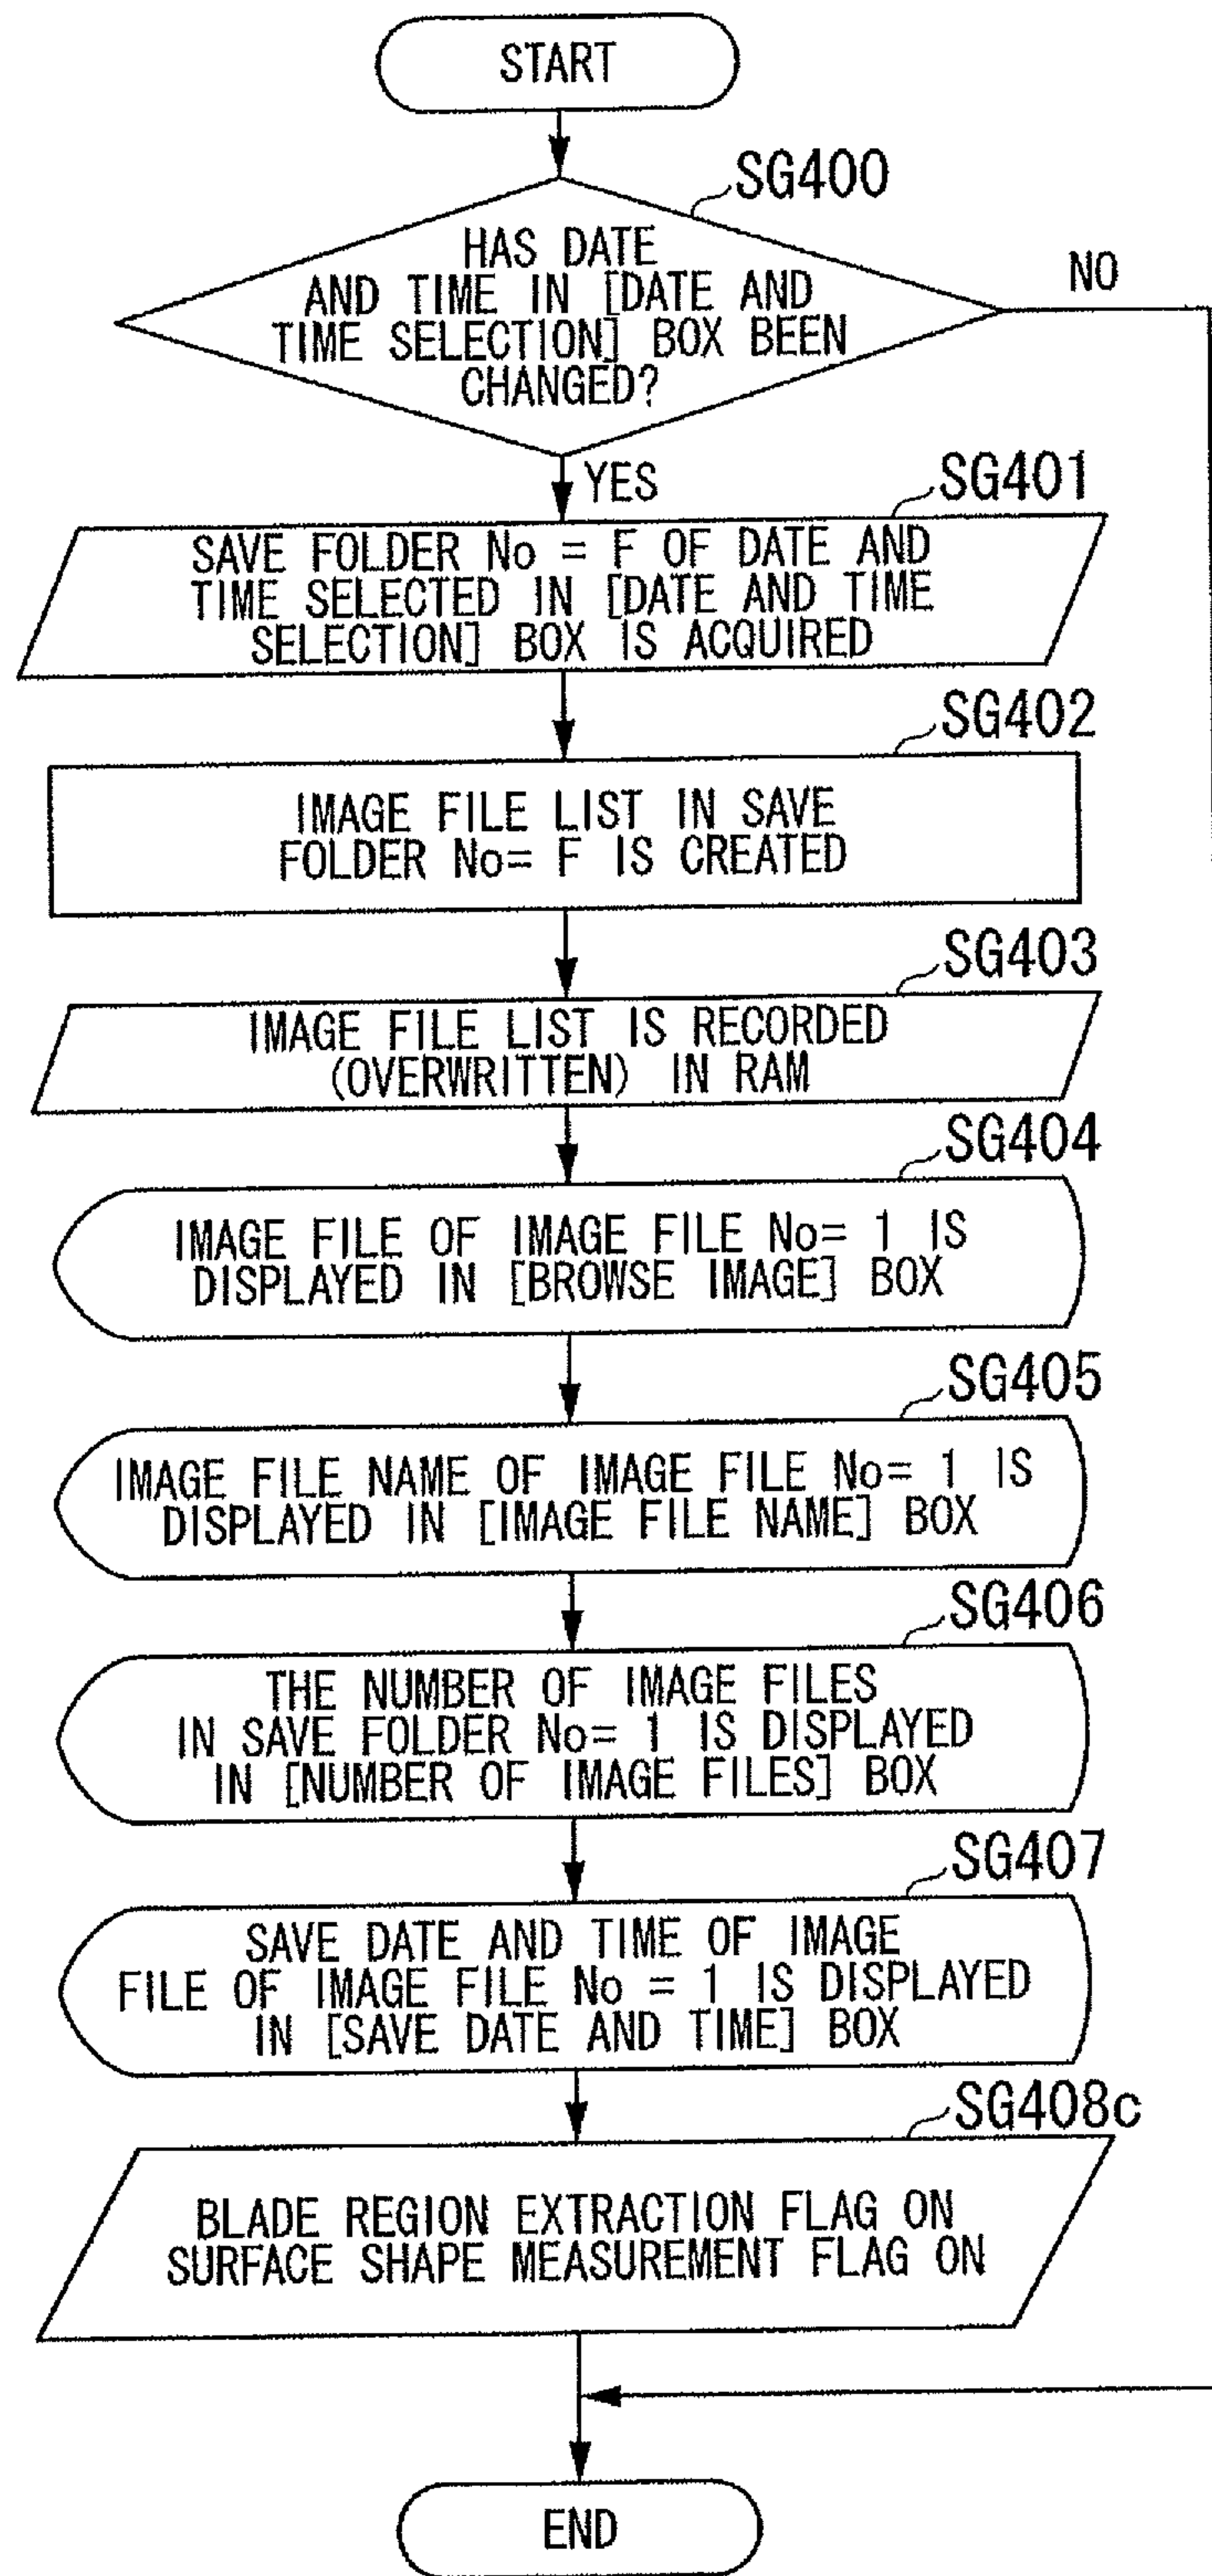 START
SG400
HAS DATE
AND TIME IN [DATE AND
TIME SELECTION] BOX BEEN
CHANGED?
NO
YES
SG401
SAVE FOLDER No = F OF DATE AND
TIME SELECTED IN [DATE AND TIME
SELECTION] BOX IS ACQUIRED
SG402
IMAGE FILE LIST IN SAVE
FOLDER No= F IS CREATED
SG403
IMAGE FILE LIST IS RECORDED
(OVERWRITTEN) IN RAM
SG404
IMAGE FILE OF IMAGE FILE No= 1 IS
DISPLAYED IN [BROWSE IMAGE] BOX
SG405
IMAGE FILE NAME OF IMAGE FILE No= 1 IS
DISPLAYED IN [IMAGE FILE NAME] BOX
SG406
THE NUMBER OF IMAGE FILES
IN SAVE FOLDER No= 1 IS DISPLAYED
IN [NUMBER OF IMAGE FILES] BOX
SG407
SAVE DATE AND TIME OF IMAGE
FILE OF IMAGE FILE No = 1 IS DISPLAYED
IN [SAVE DATE AND TIME] BOX
SG408c
BLADE REGION EXTRACTION FLAG ON
SURFACE SHAPE MEASUREMENT FLAG ON
END